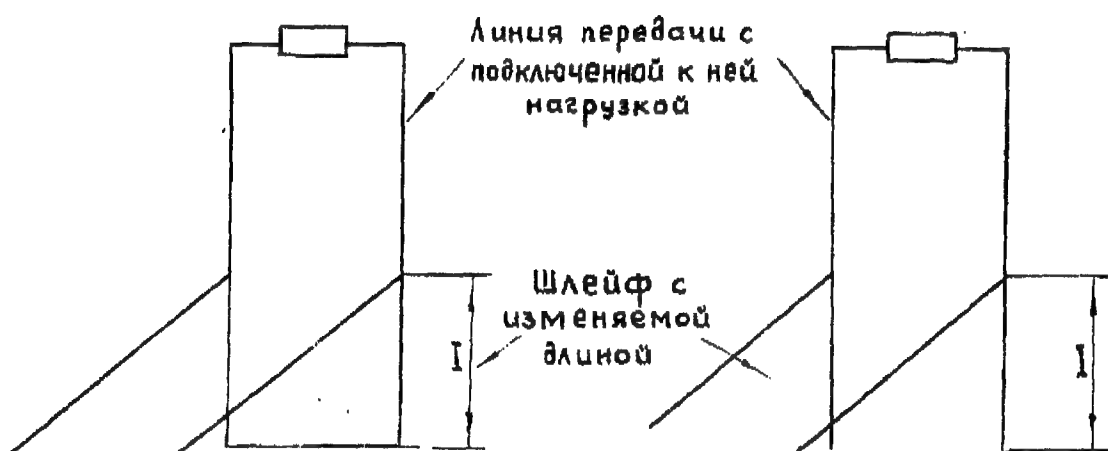 Линия передачи с
подключенной к ней
нагрузкой
Шлейф с
изменяемой
длиной
I
I